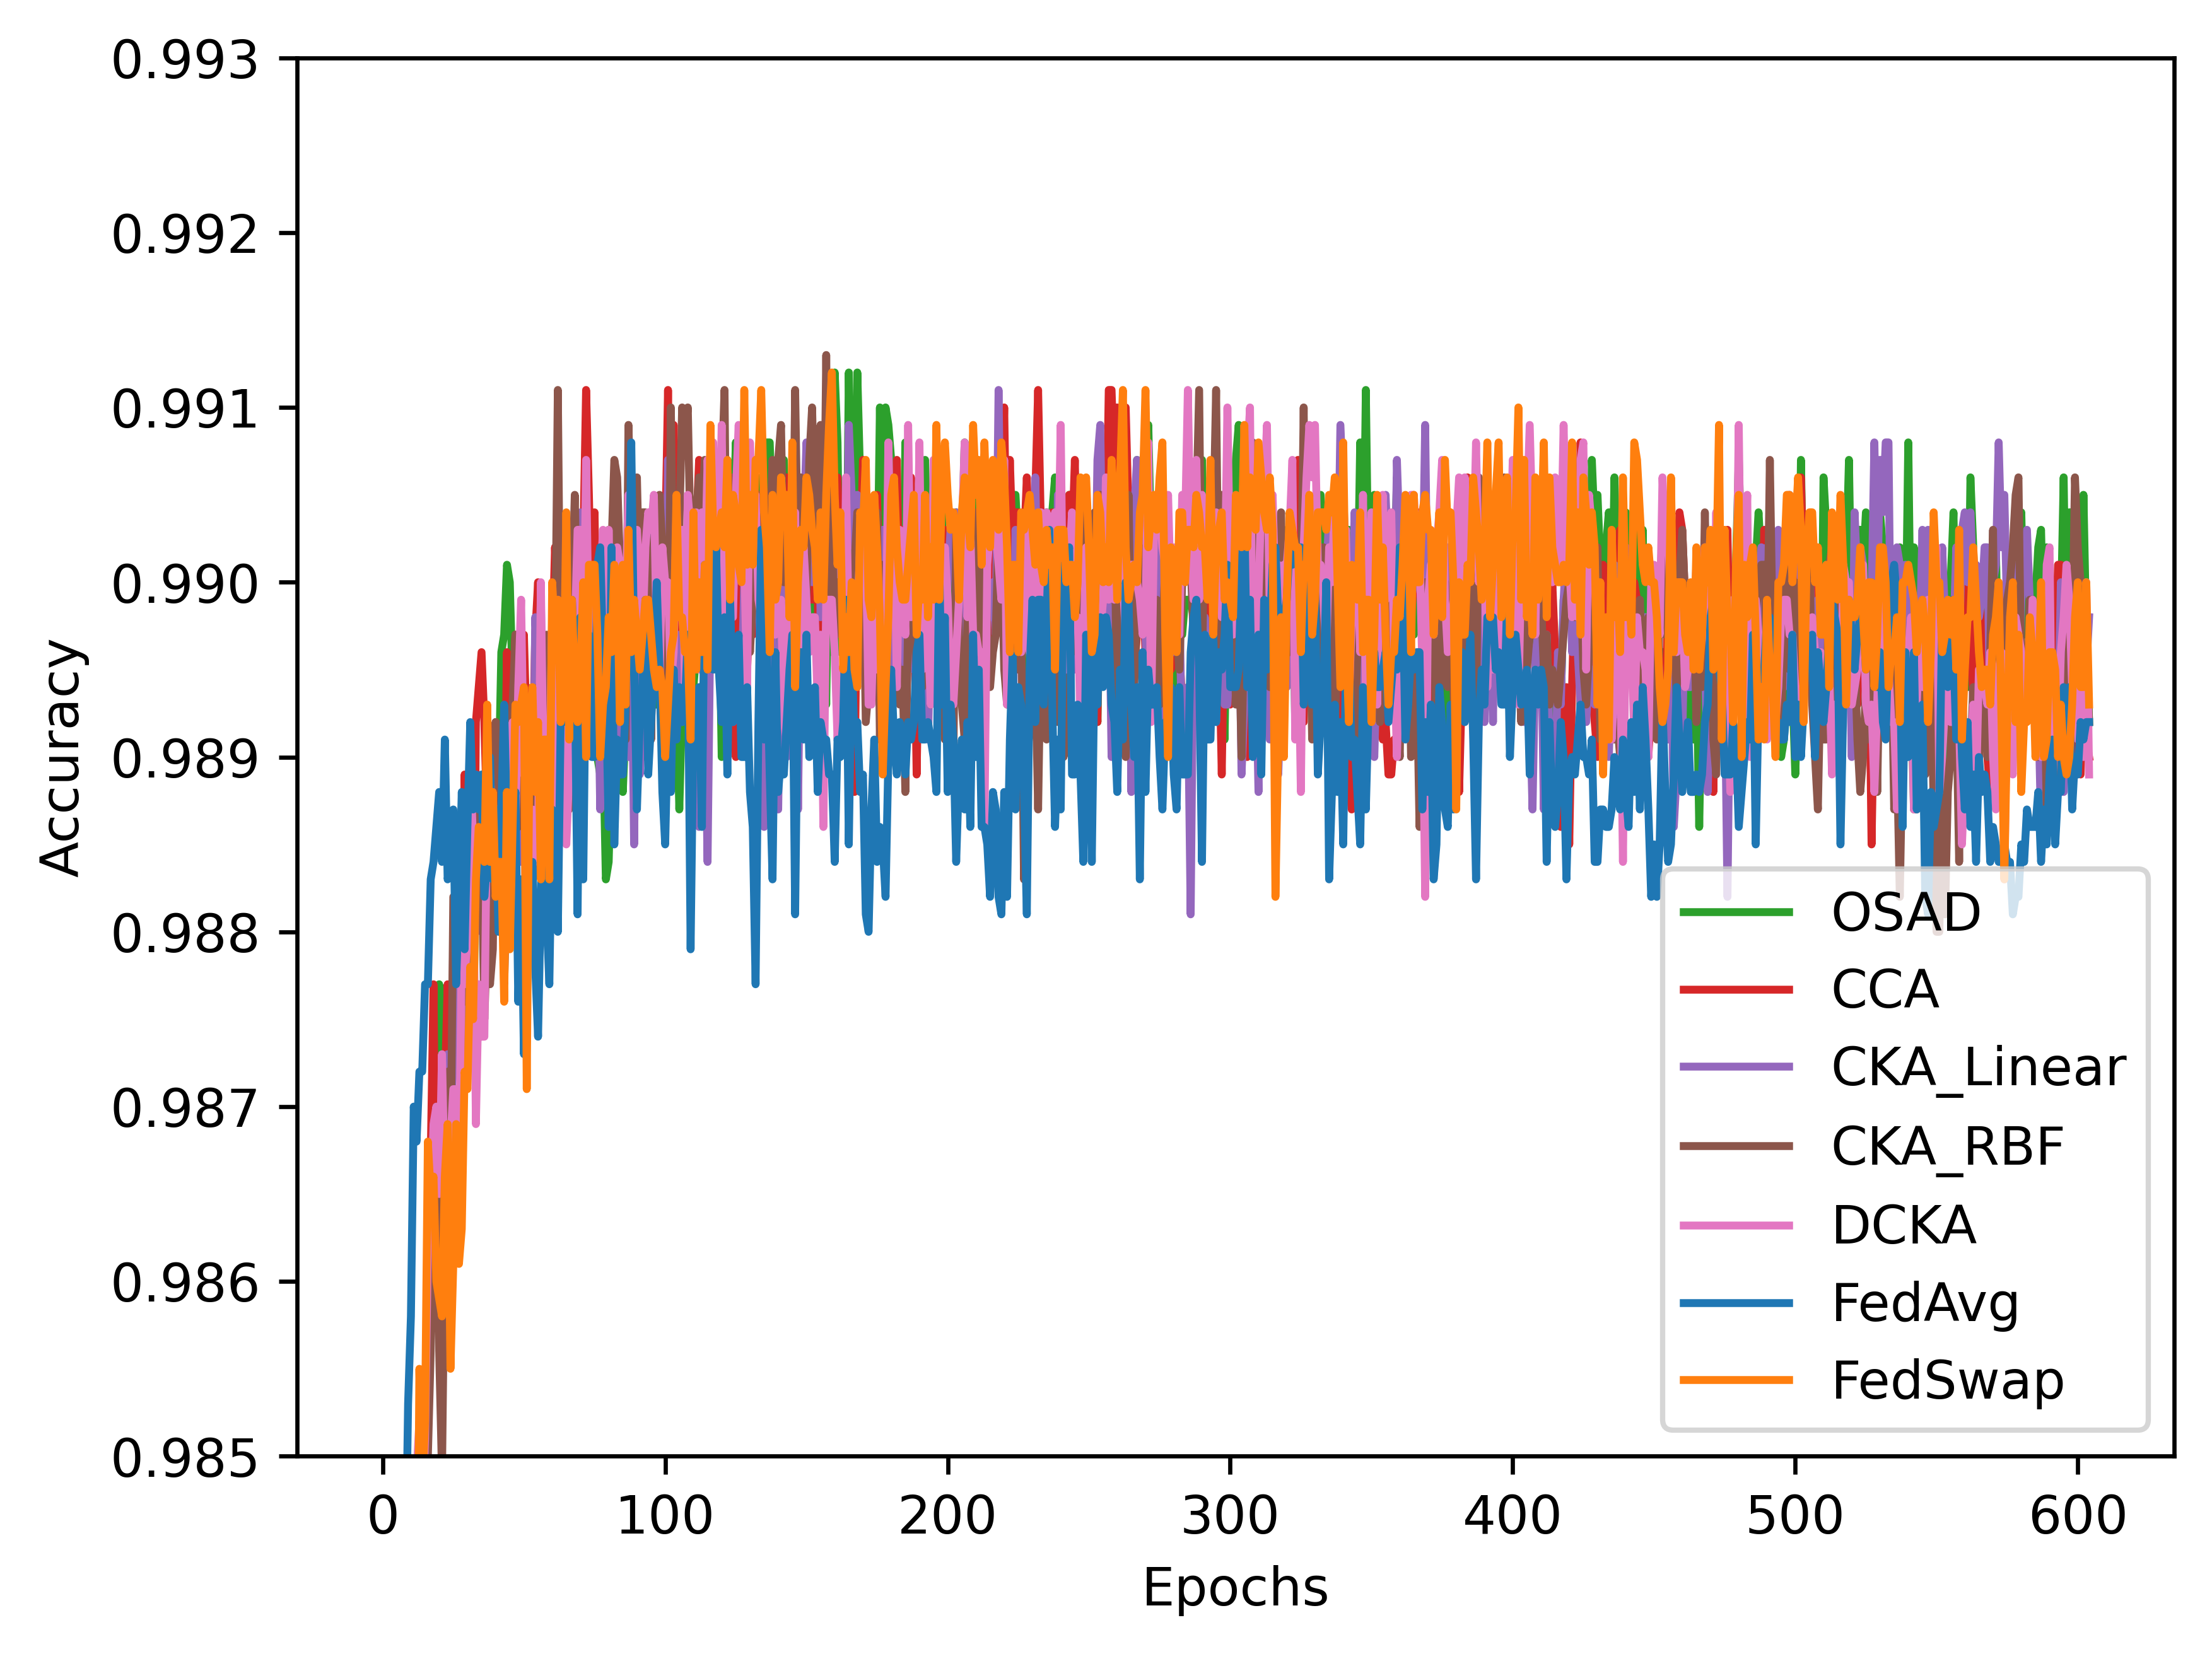 0.993
0.992
0.991
0.990
0.989
0.988
0.987
0.986
0.985
Accuracy
0 100 200 300 400 500 600
Epochs
OSAD
CCA
CKA_Linear
CKA_RBF
DCKA
FedAvg
FedSwap